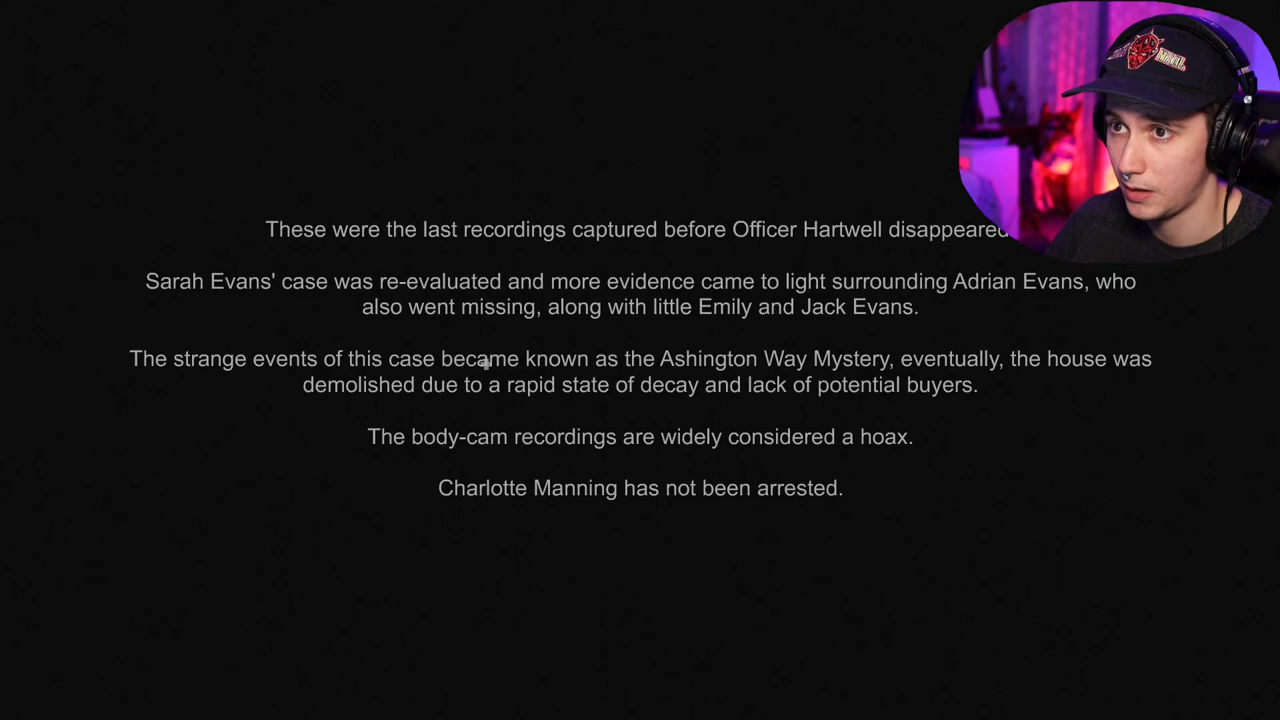 These were the last recordings captured before Officer Hartwell disappeared
Sarah Evans' case was re-evaluated and more evidence came to light surrounding Adrian Evans, who
also went missing, along with little Emily and Jack Evans.
The strange events of this case became known as the Ashington Way Mystery, eventually, the house was
demolished due to a rapid state of decay and lack of potential buyers.
The body-cam recordings are widely considered a hoax.
Charlotte Manning has not been arrested.